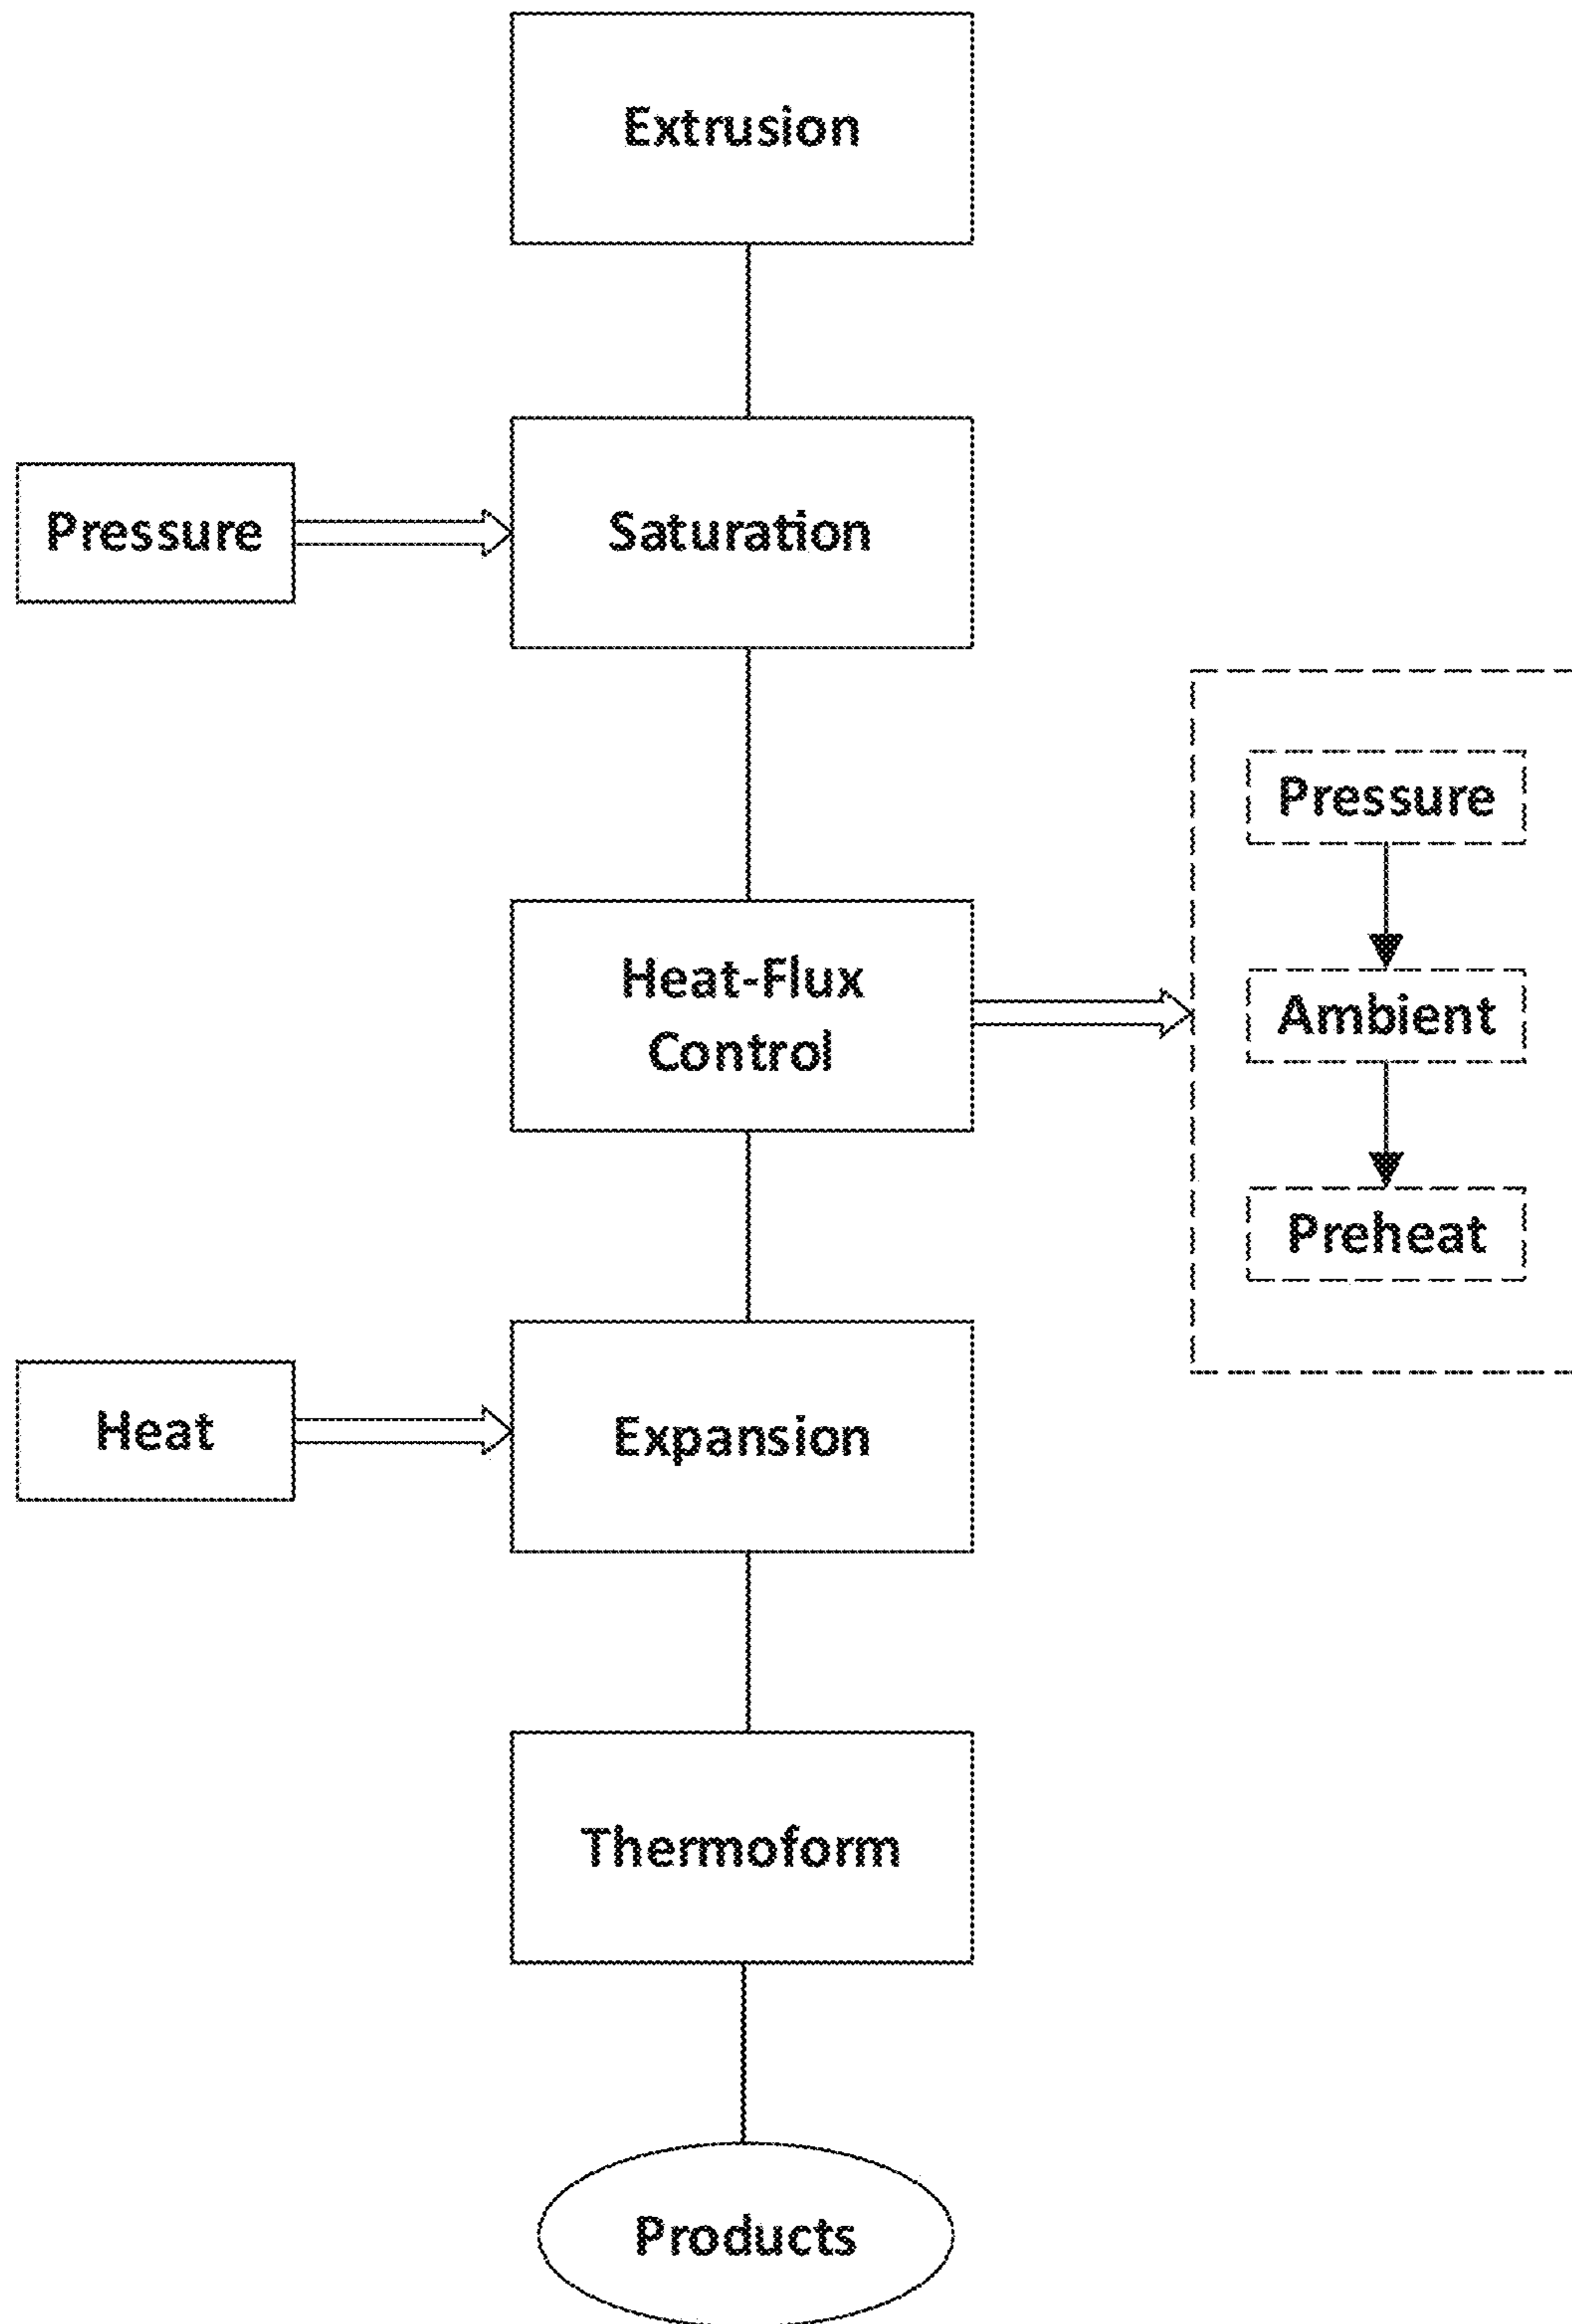 Extrusion
Pressure
Saturation
Pressure
Heat-Flux
Control
Ambient
Preheat
Heat
Expansion
Thermoform
Products